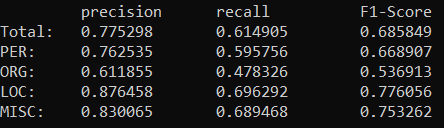 precision recall F1-Score
Total: 0.775298 0.614905 0.685849
PER: 0.762535 0.595756 0.668907
ORG: 0.611855 0.478326 0.536913
LOC: 0.876458 0.696292 0.776056
MISC: 0.830065 0.689468 0.753262